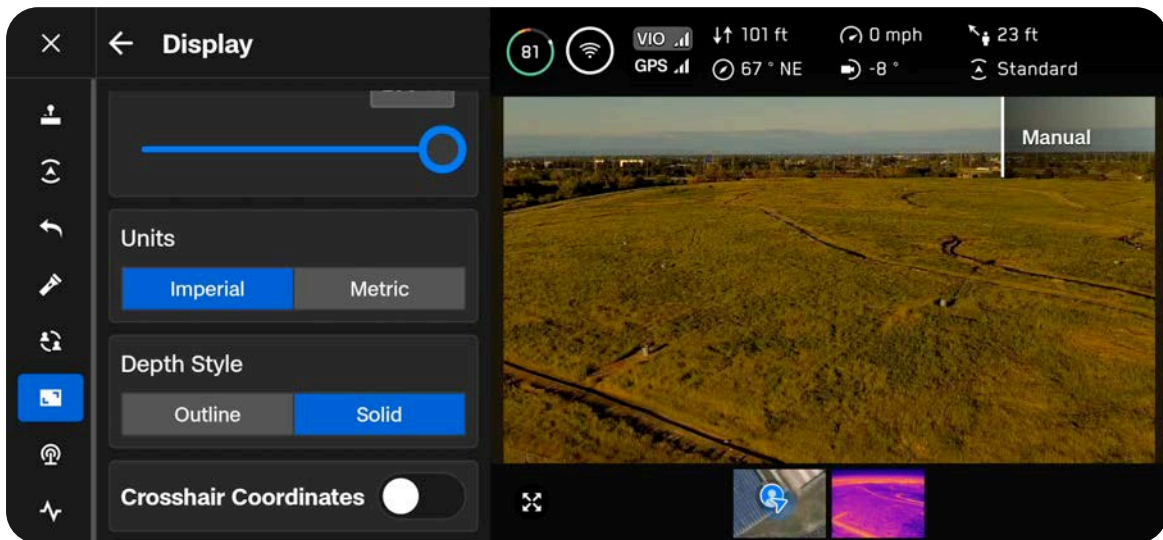 Display
Units
Imperial Metric
Depth Style
Outline Solid
Crosshair Coordinates
81
VIO
GPS
101 ft
67 ° NE
0 mph
-8 °
23 ft
Standard
Manual